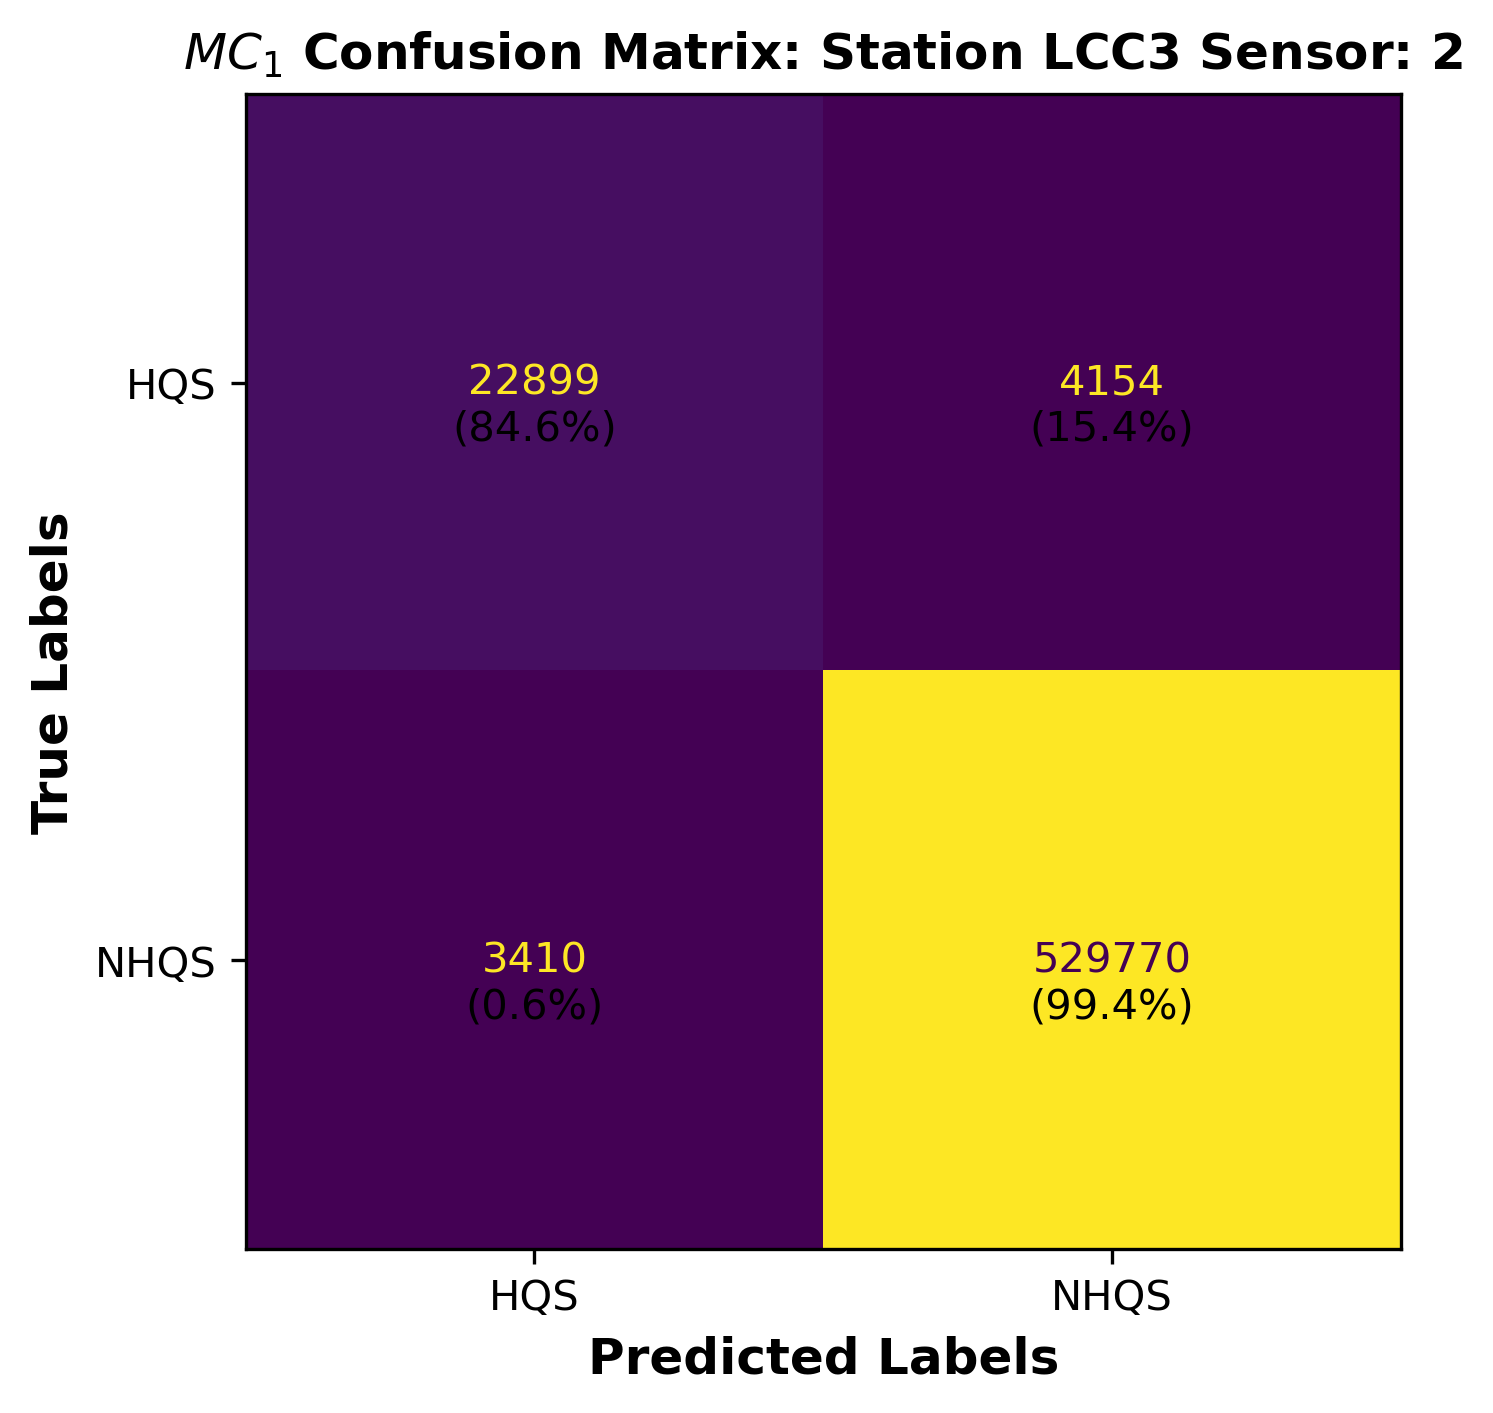 MC₁ Confusion Matrix: Station LCC3 Sensor: 2
True Labels
HQS
22899
(84.6%)
4154
(15.4%)
NHQS
3410
(0.6%)
529770
(99.4%)
HQS
NHQS
Predicted Labels